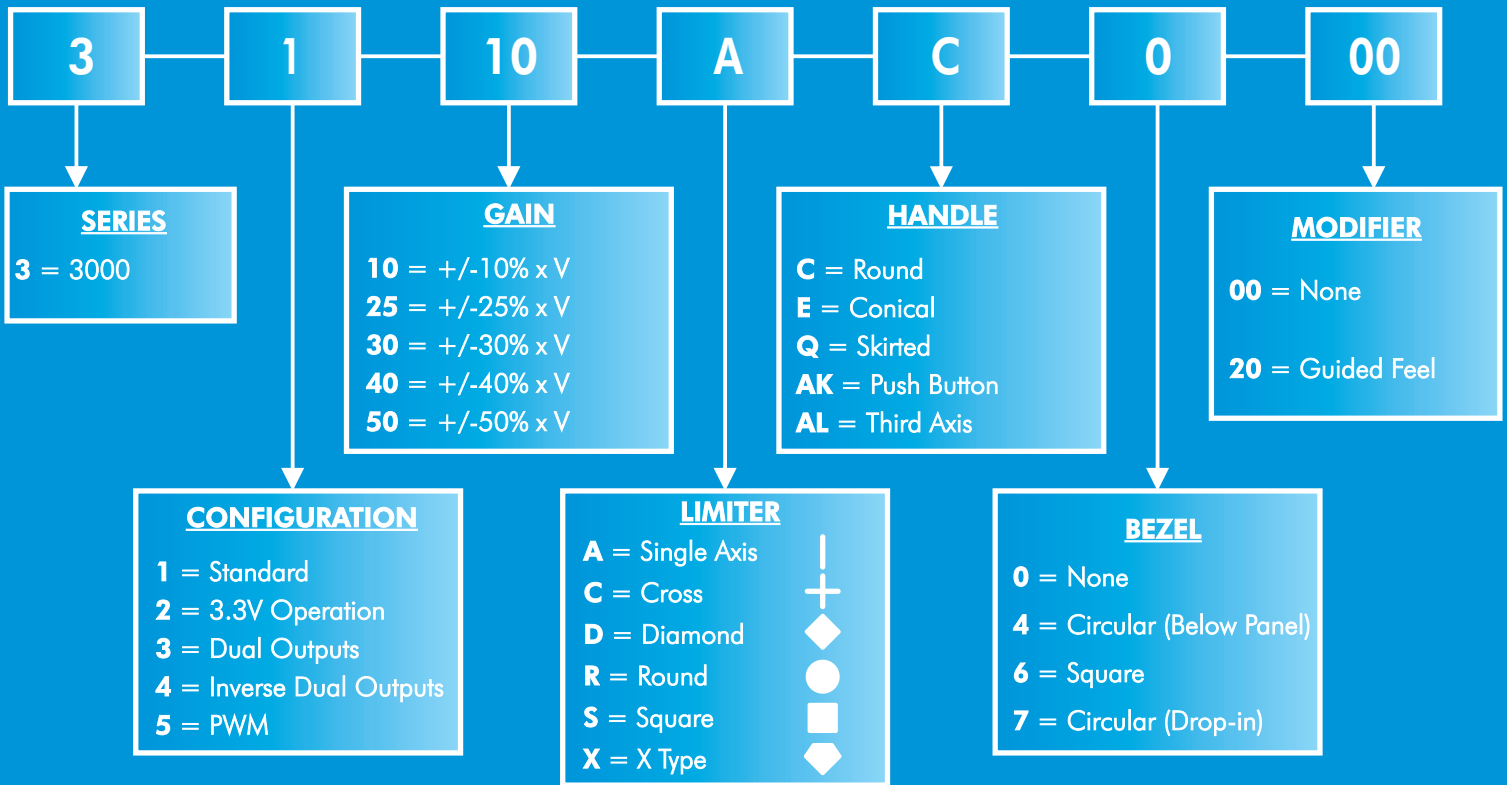 3 1 10 A C 0 00
SERIES
3 = 3000
GAIN
10 = +/-10% x V
25 = +/-25% x V
30 = +/-30% x V
40 = +/-40% x V
50 = +/-50% x V
HANDLE
C = Round
E = Conical
Q = Skirted
AK = Push Button
AL = Third Axis
MODIFIER
00 = None
20 = Guided Feel
CONFIGURATION
1 = Standard
2 = 3.3V Operation
3 = Dual Outputs
4 = Inverse Dual Outputs
5 = PWM
LIMITER
A = Single Axis
C = Cross
D = Diamond
R = Round
S = Square
X = X Type
BEZEL
0 = None
4 = Circular (Below Panel)
6 = Square
7 = Circular (Drop-in)